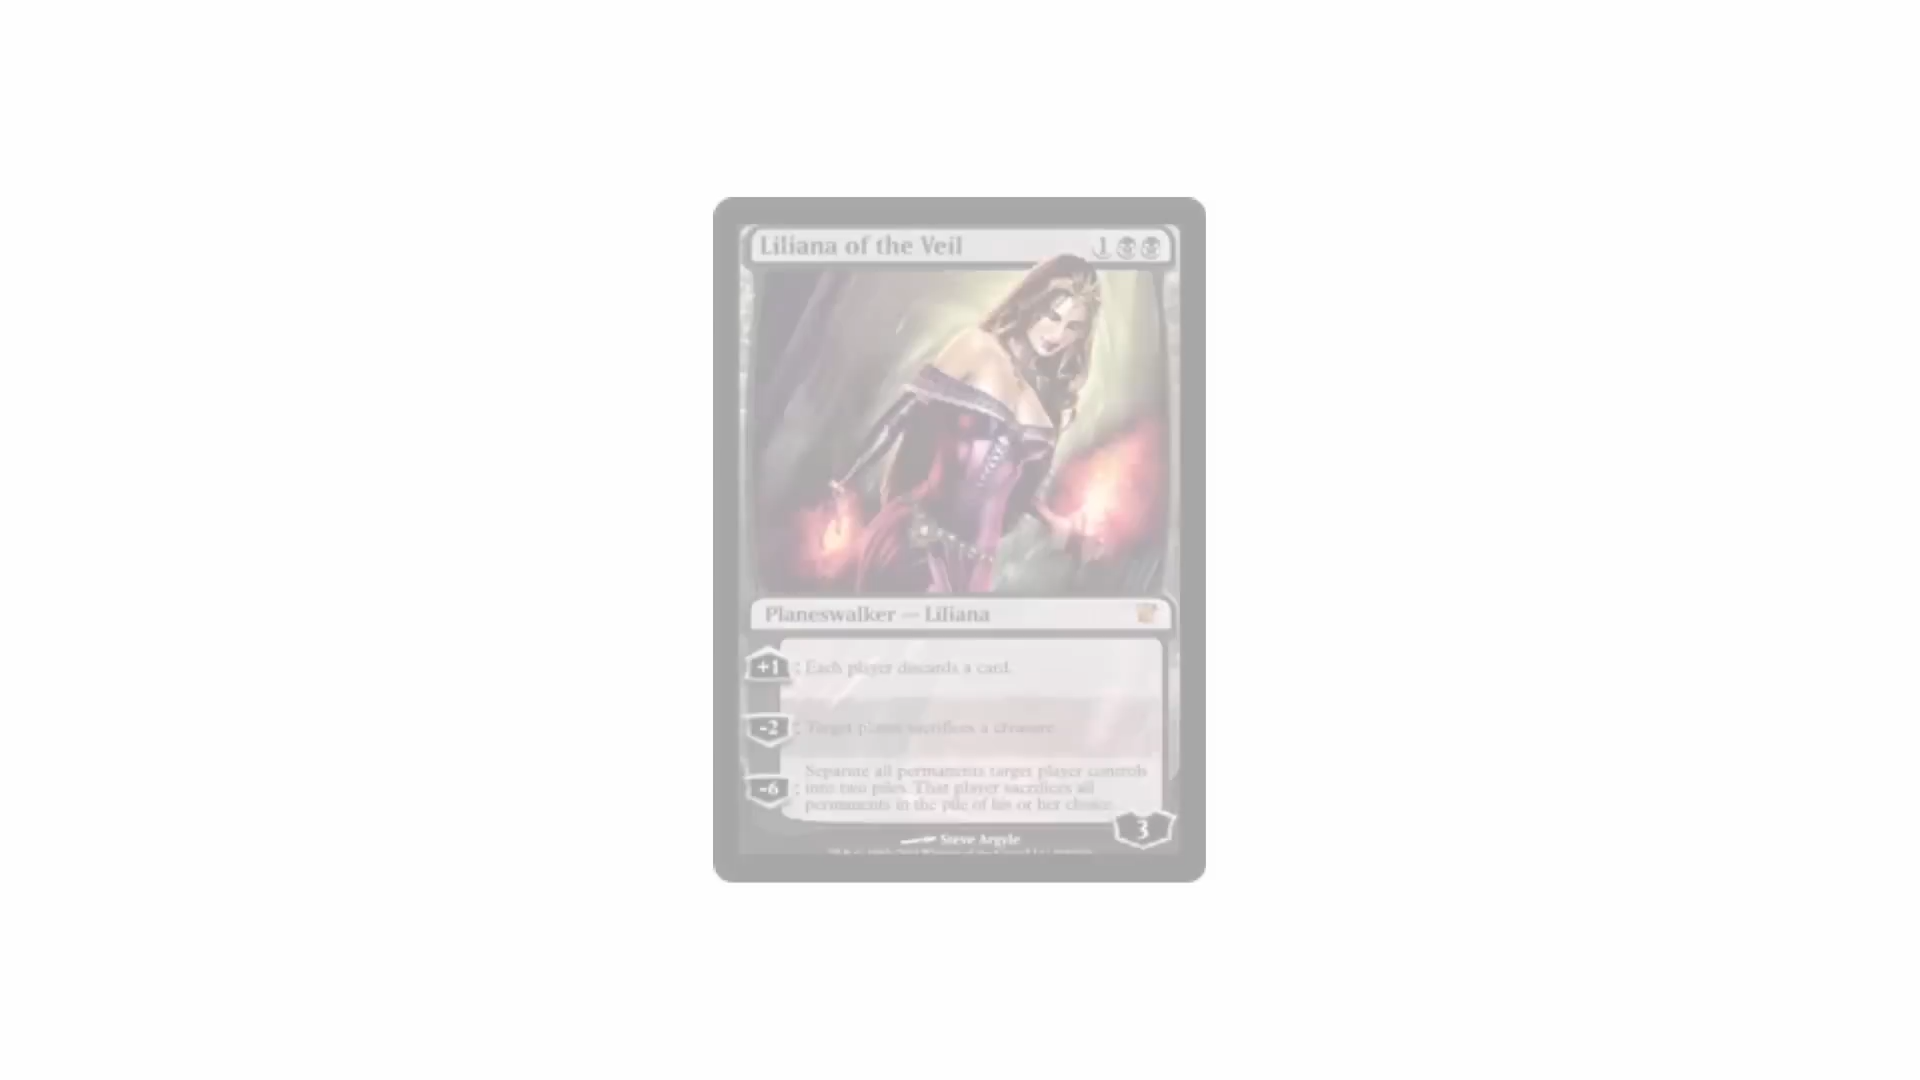 Liliana of the Veil 1
Planeswalker — Liliana
+1 : Each player discards a card.
-2 : Target player sacrifices a creature.
Separate all permanents target player controls
-6 : into two piles. That player sacrifices all
permanents in the pile of his or her choice.
3
Steve Argyle